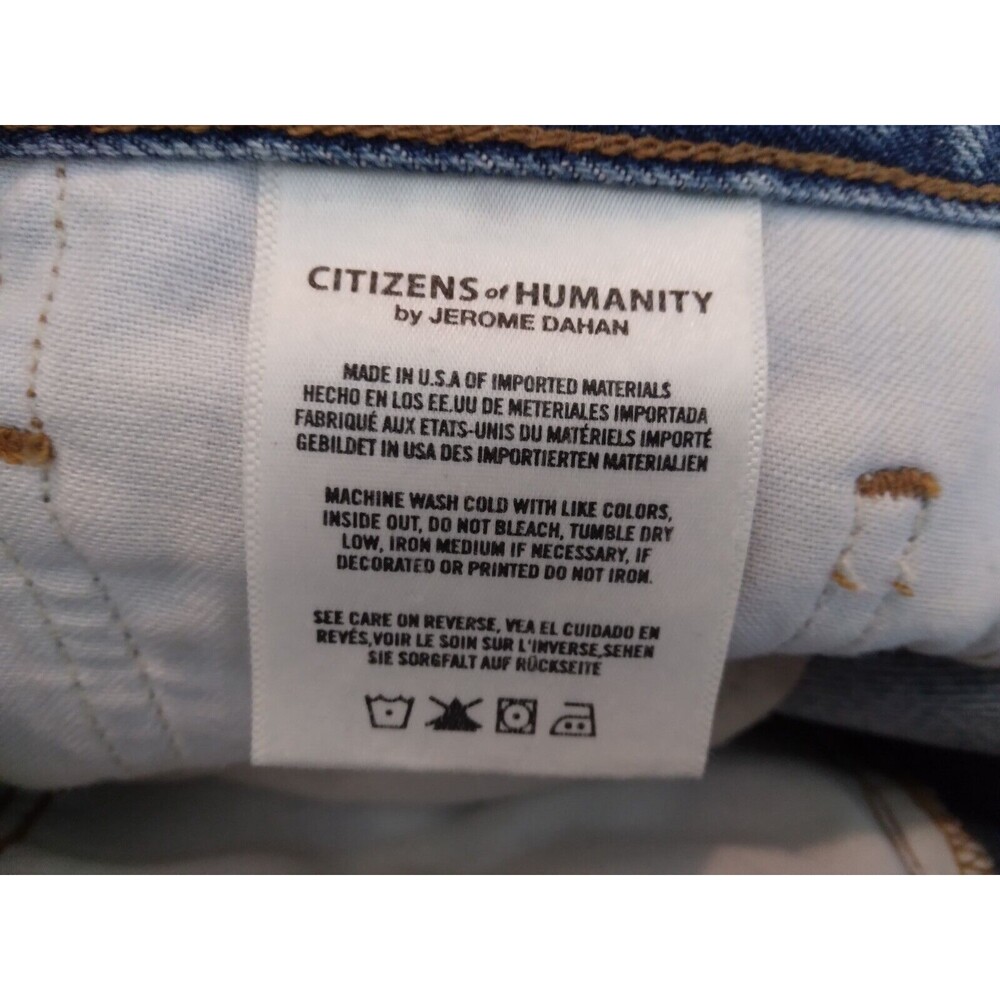 CITIZENS of HUMANITY
by JEROME DAHAN
MADE IN U.S.A OF IMPORTED MATERIALS
HECHO EN LOS EE.UU DE METERIALES IMPORTADA
FABRIQUÉ AUX ETATS-UNIS DU MATÉRIELS IMPORTÉ
GEBILDET IN USA DES IMPORTIERTEN MATERIALIEN
MACHINE WASH COLD WITH LIKE COLORS,
INSIDE OUT, DO NOT BLEACH, TUMBLE DRY
LOW, IRON MEDIUM IF NECESSARY, IF
DECORATED OR PRINTED DO NOT IRON.
SEE CARE ON REVERSE, VEA EL CUIDADO EN
REVÉS,VOIR LE SOIN SUR L'INVERSE,SEHEN
SIE SORGFALT AUF RÜCKSEITE